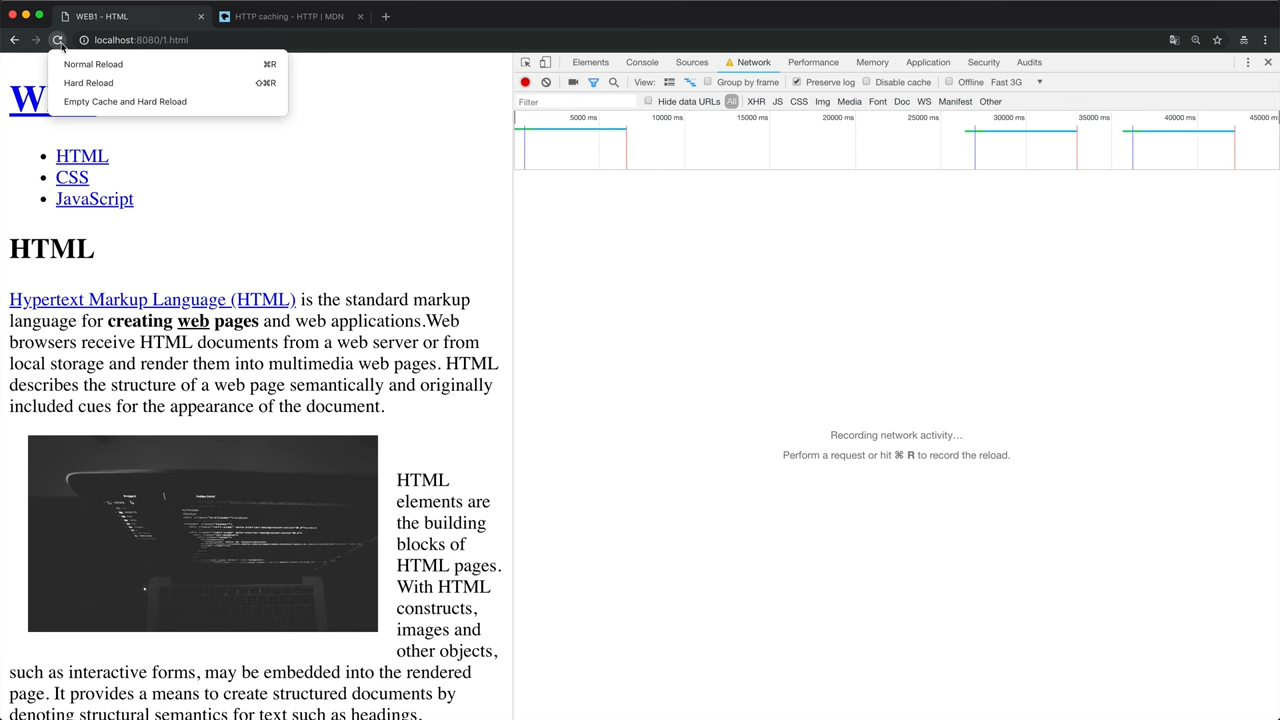 WEB1 - HTML
HTTP caching - HTTP | MDN
localhost:8080/1.html
Normal Reload ⌘R
Hard Reload ⇧⌘R
Empty Cache and Hard Reload
W
HTML
CSS
JavaScript
HTML
Hypertext Markup Language (HTML) is the standard markup
language for creating web pages and web applications.Web
browsers receive HTML documents from a web server or from
local storage and render them into multimedia web pages. HTML
describes the structure of a web page semantically and originally
included cues for the appearance of the document.
HTML
elements are
the building
blocks of
HTML pages.
With HTML
constructs,
images and
other objects,
such as interactive forms, may be embedded into the rendered
page. It provides a means to create structured documents by
denoting structural semantics for text such as headings,
Elements Console Sources Network Performance Memory Application Security Audits
View: Group by frame Preserve log Disable cache Offline Fast 3G
Filter Hide data URLs All XHR JS CSS Img Media Font Doc WS Manifest Other
5000 ms 10000 ms 15000 ms 20000 ms 25000 ms 30000 ms 35000 ms 40000 ms 45000 ms
Recording network activity…
Perform a request or hit ⌘ R to record the reload.